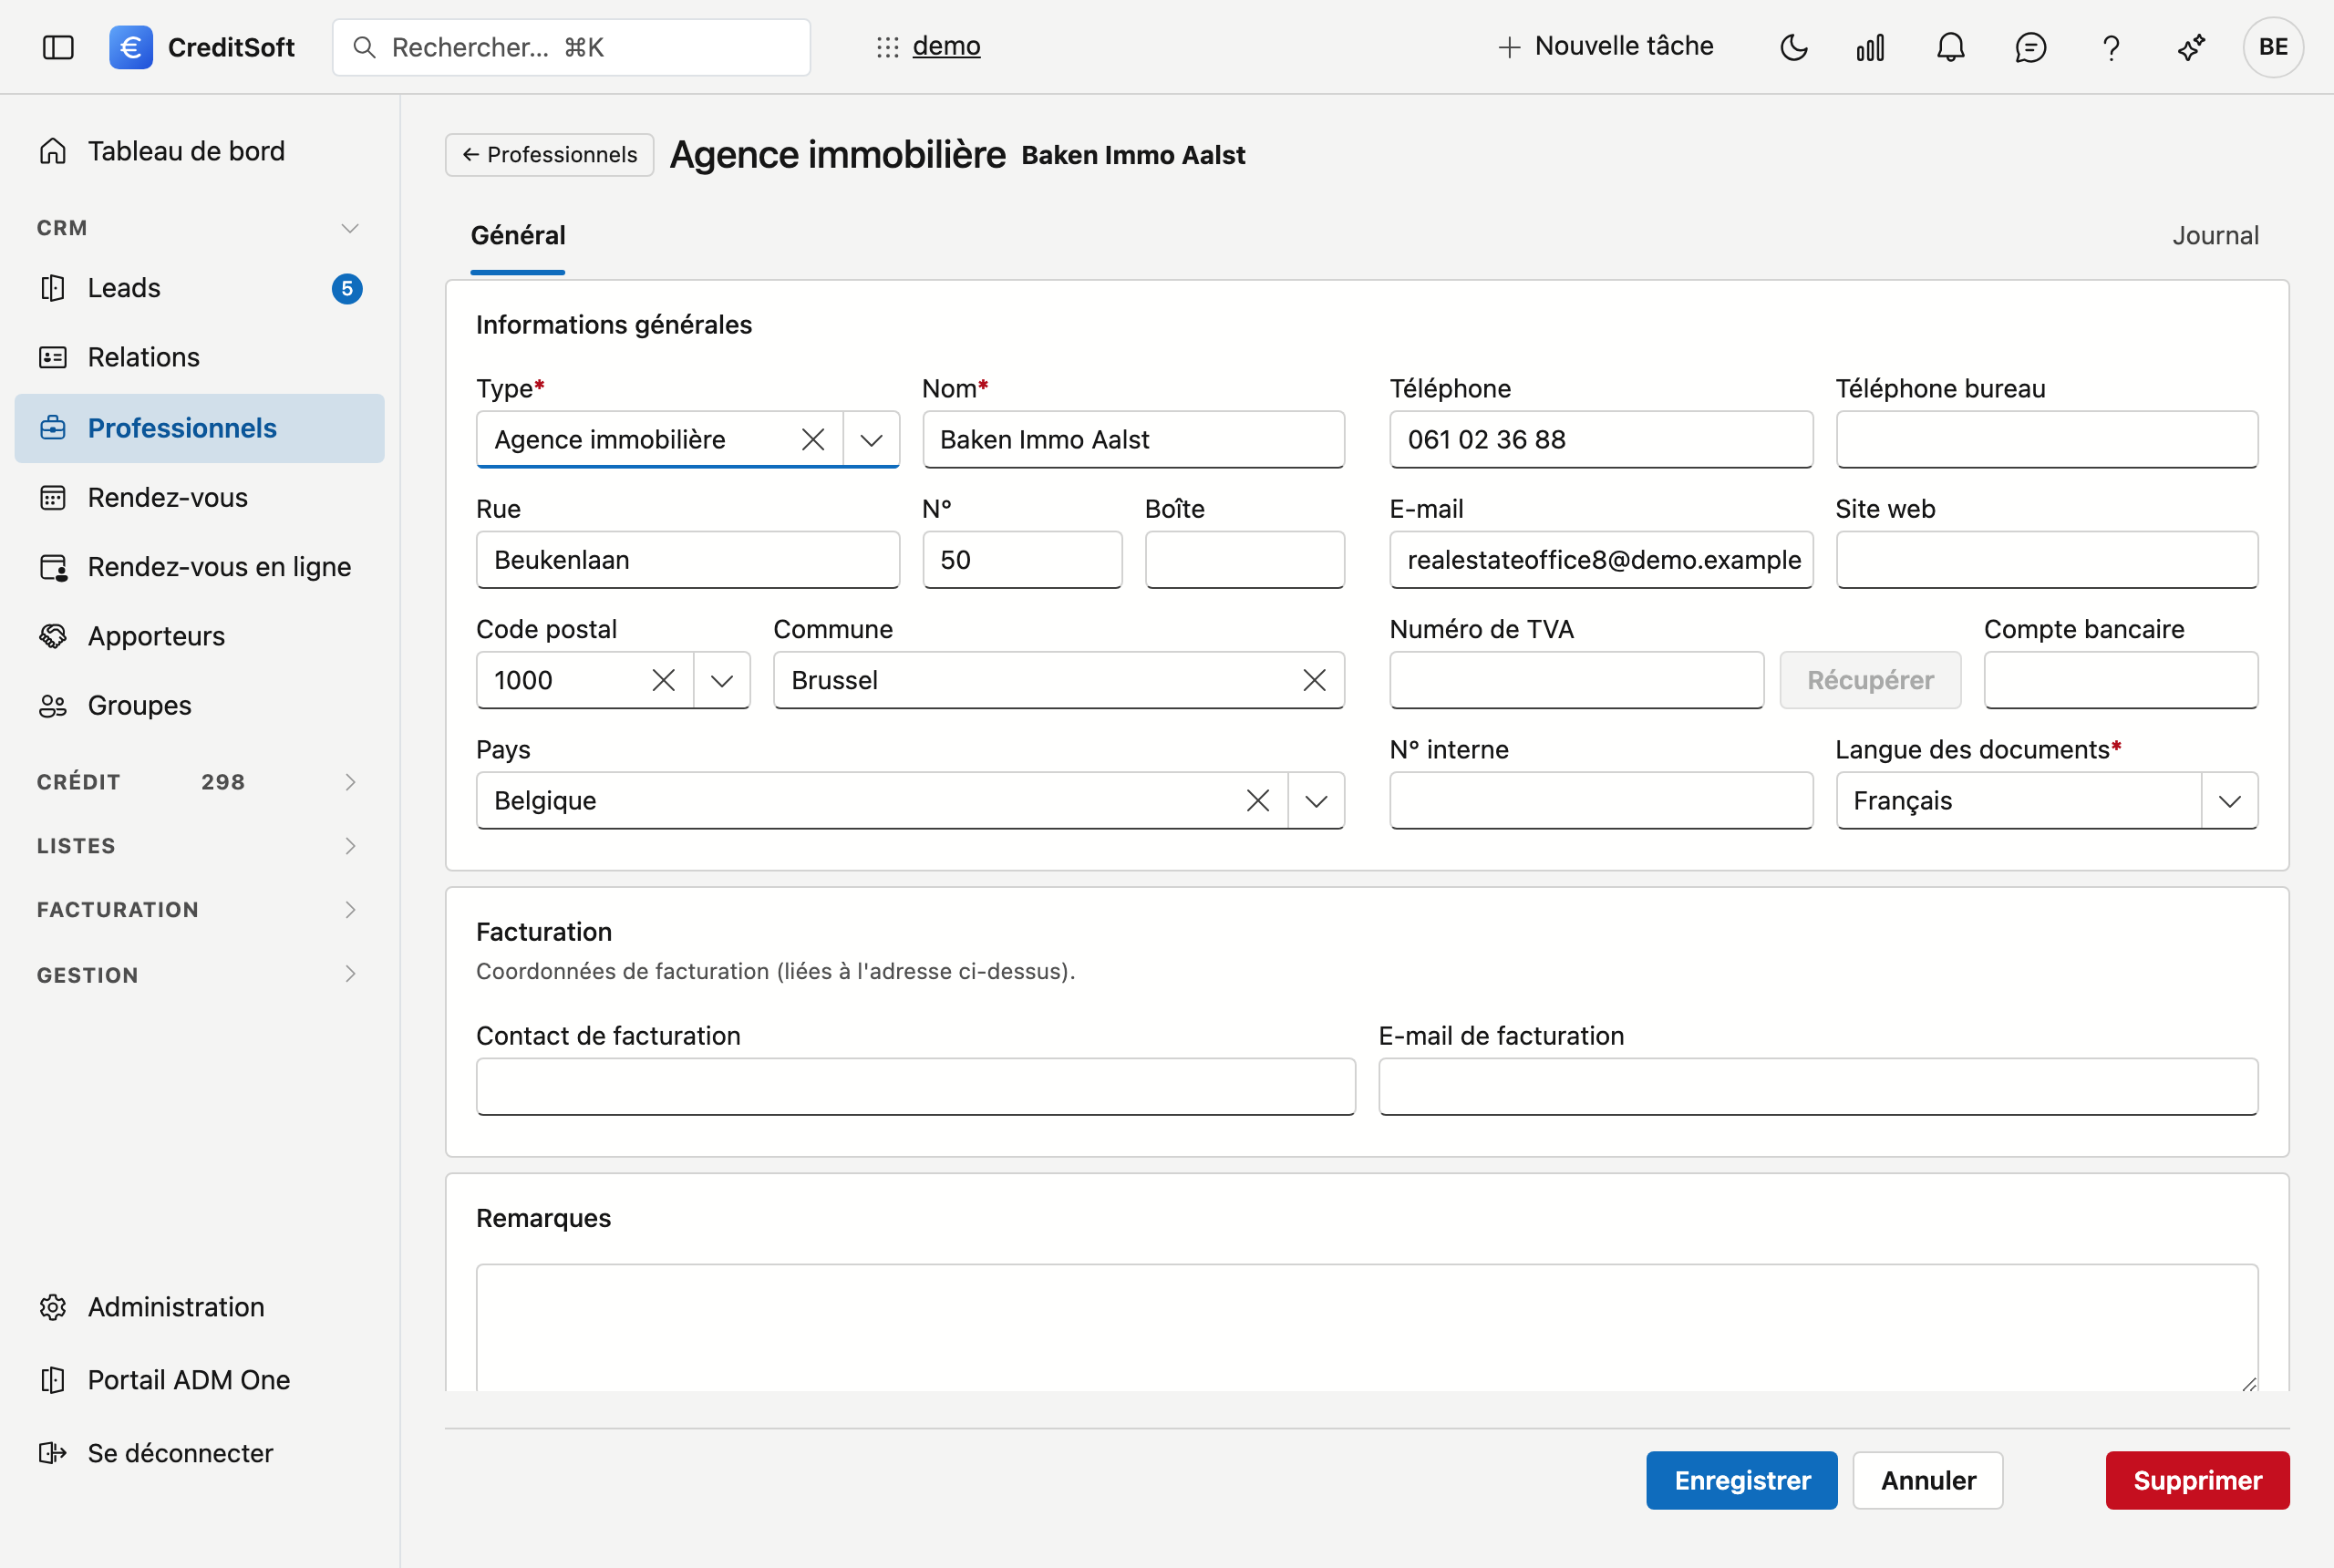 € CreditSoft
Rechercher... ⌘K
demo
Nouvelle tâche
BE
Tableau de bord
CRM
Leads 5
Relations
Professionnels
Rendez-vous
Rendez-vous en ligne
Apporteurs
Groupes
CRÉDIT 298
LISTES
FACTURATION
GESTION
Administration
Portail ADM One
Se déconnecter
← Professionnels Agence immobilière Baken Immo Aalst
Général Journal
Informations générales
Type* Nom* Téléphone Téléphone bureau
Agence immobilière Baken Immo Aalst 061 02 36 88
Rue N° Boîte E-mail Site web
Beukenlaan 50 realestateoffice8@demo.example
Code postal Commune Numéro de TVA Compte bancaire
1000 Brussel Récupérer
Pays N° interne Langue des documents*
Belgique Français
Facturation
Coordonnées de facturation (liées à l'adresse ci-dessus).
Contact de facturation E-mail de facturation
Remarques
Enregistrer Annuler Supprimer